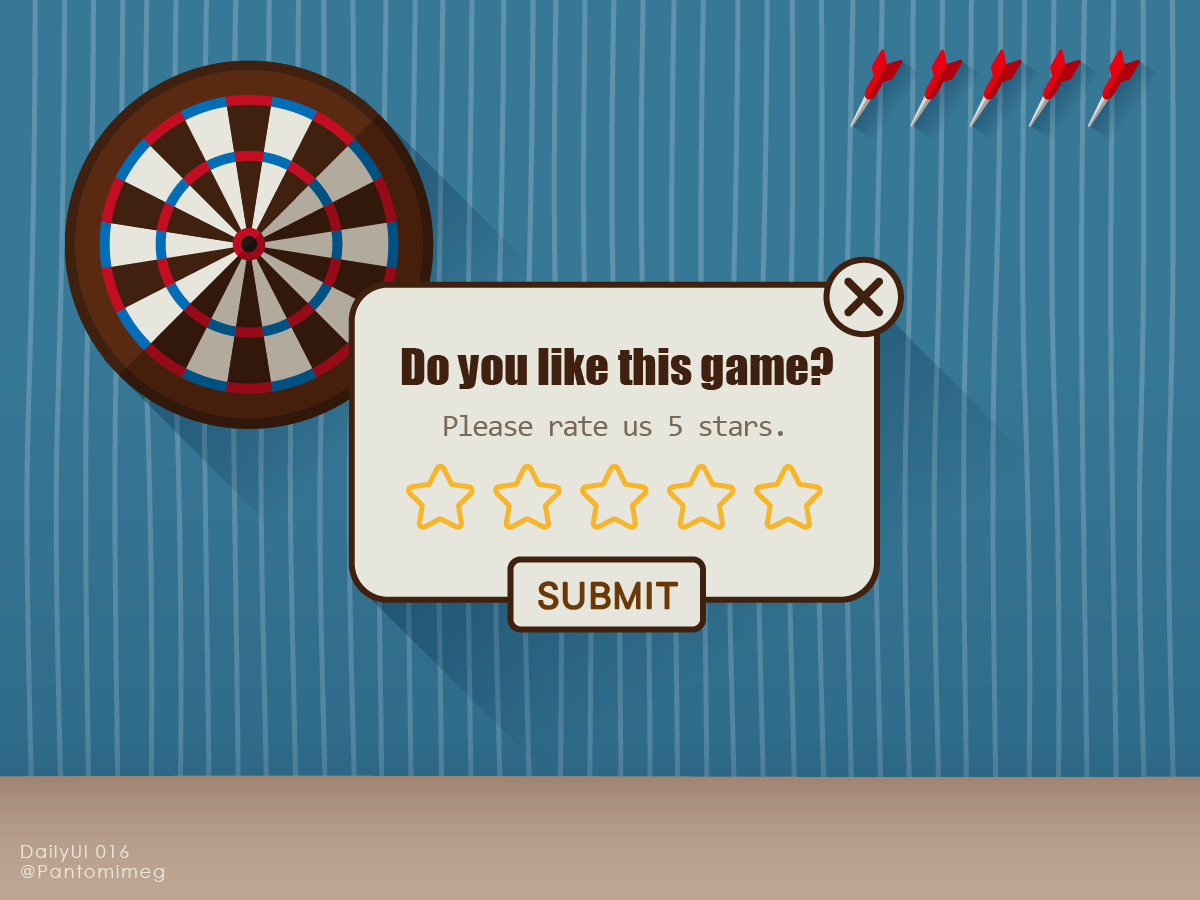 Do you like this game?
Please rate us 5 stars.
SUBMIT
DailyUI 016
@Pantomimeg